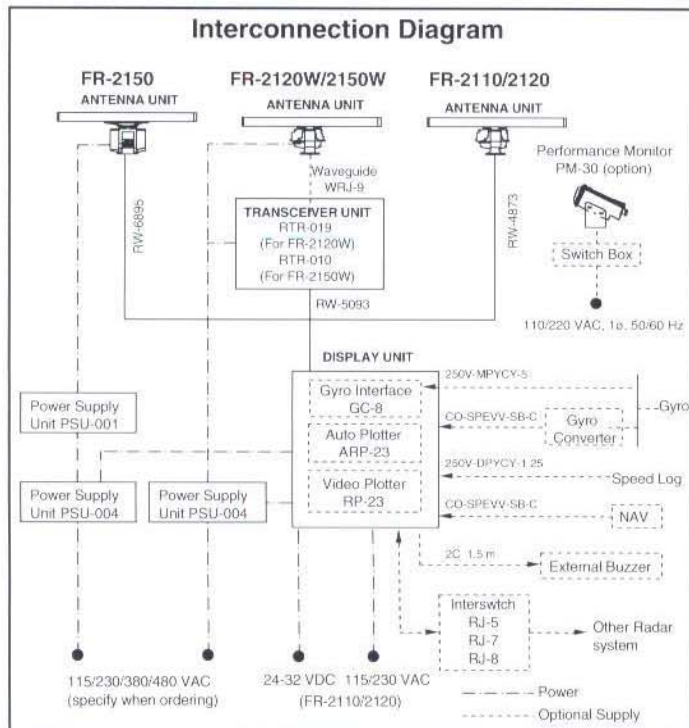 Interconnection Diagram
FR-2150
ANTENNA UNIT
FR-2120W/2150W
ANTENNA UNIT
FR-2110/2120
ANTENNA UNIT
Performance Monitor
PM-30 (option)
Switch Box
110/220 VAC, 1ø, 50/60 Hz
Waveguide
WRJ-9
TRANSCEIVER UNIT
RTR-019
(For FR-2120W)
RTR-010
(For FR-2150W)
RW-6895
RW-4873
RW-5093
DISPLAY UNIT
Gyro Interface
GC-8
Auto Plotter
ARP-23
Video Plotter
RP-23
250V-MPYCY-5
Gyro
CO-SPEVV-SB-C
Gyro
Converter
250V-DPYCY-1.25
Speed Log
CO-SPEVV-SB-C
NAV
2C 1.5 m
External Buzzer
Power Supply
Unit PSU-001
Power Supply
Unit PSU-004
Power Supply
Unit PSU-004
Interswtch
RJ-5
RJ-7
RJ-8
Other Radar
system
115/230/380/480 VAC
(specify when ordering)
24-32 VDC 115/230 VAC
(FR-2110/2120)
Power
Optional Supply